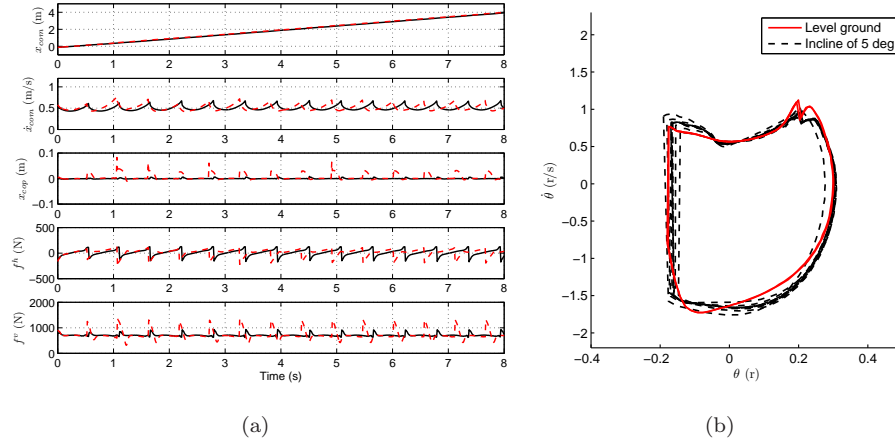 4
2
0
x_com (m)
0 1 2 3 4 5 6 7 8
1
0.5
0
ẋ_com (m/s)
0 1 2 3 4 5 6 7 8
0.1
0
−0.1
x_cop (m)
0 1 2 3 4 5 6 7 8
500
0
−500
f^h (N)
0 1 2 3 4 5 6 7 8
2000
1000
0
f^v (N)
0 1 2 3 4 5 6 7 8
Time (s)
(a)
Level ground
Incline of 5 deg
2
1.5
1
0.5
0
−0.5
−1
−1.5
−2
θ̇ (r/s)
−0.4 −0.2 0 0.2 0.4
θ (r)
(b)